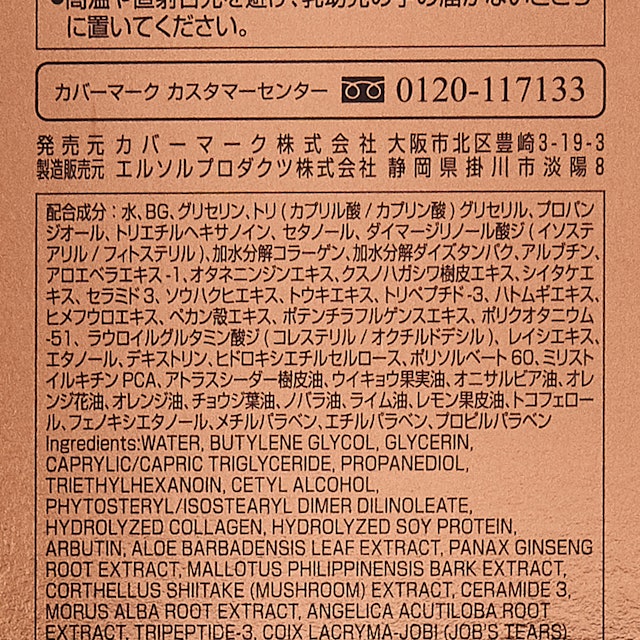 ●高温や直射日光を避け、乳幼児の手の届かないところ
に置いてください。
カバーマーク カスタマーセンター 0120-117133
発売元 カバーマーク株式会社 大阪市北区豊崎3-19-3
製造販売元 エルソルプロダクツ株式会社 静岡県掛川市淡陽8
配合成分：水、BG、グリセリン、トリ(カプリル酸/カプリン酸)グリセリル、プロパン
ジオール、トリエチルヘキサノイン、セタノール、ダイマージリノール酸ジ(イソステ
アリル/フィトステリル)、加水分解コラーゲン、加水分解ダイズタンパク、アルブチン、
アロエベラエキス-1、オタネニンジンエキス、クスノハガシワ樹皮エキス、シイタケエ
キス、セラミド3、ソウハクヒエキス、トウキエキス、トリペプチド-3、ハトムギエキス、
ヒメフウロエキス、ペカン殻エキス、ポテンチラフルゲンスエキス、ポリクオタニウム
-51、ラウロイルグルタミン酸ジ(コレステリル/オクチルドデシル)、レイシエキス、
エタノール、デキストリン、ヒドロキシエチルセルロース、ポリソルベート60、ミリスト
イルキチンPCA、アトラスシーダー樹皮油、ウイキョウ果実油、オニサルビア油、オレ
ンジ花油、オレンジ油、チョウジ葉油、ノバラ油、ライム油、レモン果皮油、トコフェロー
ル、フェノキシエタノール、メチルパラベン、エチルパラベン、プロピルパラベン
Ingredients:WATER, BUTYLENE GLYCOL, GLYCERIN,
CAPRYLIC/CAPRIC TRIGLYCERIDE, PROPANEDIOL,
TRIETHYLHEXANOIN, CETYL ALCOHOL,
PHYTOSTERYL/ISOSTEARYL DIMER DILINOLEATE,
HYDROLYZED COLLAGEN, HYDROLYZED SOY PROTEIN,
ARBUTIN, ALOE BARBADENSIS LEAF EXTRACT, PANAX GINSENG
ROOT EXTRACT, MALLOTUS PHILIPPINENSIS BARK EXTRACT,
CORTHELLUS SHIITAKE (MUSHROOM) EXTRACT, CERAMIDE 3,
MORUS ALBA ROOT EXTRACT, ANGELICA ACUTILOBA ROOT
EXTRACT, TRIPEPTIDE-3, COIX LACRYMA-JOBI (JOB'S TEARS)